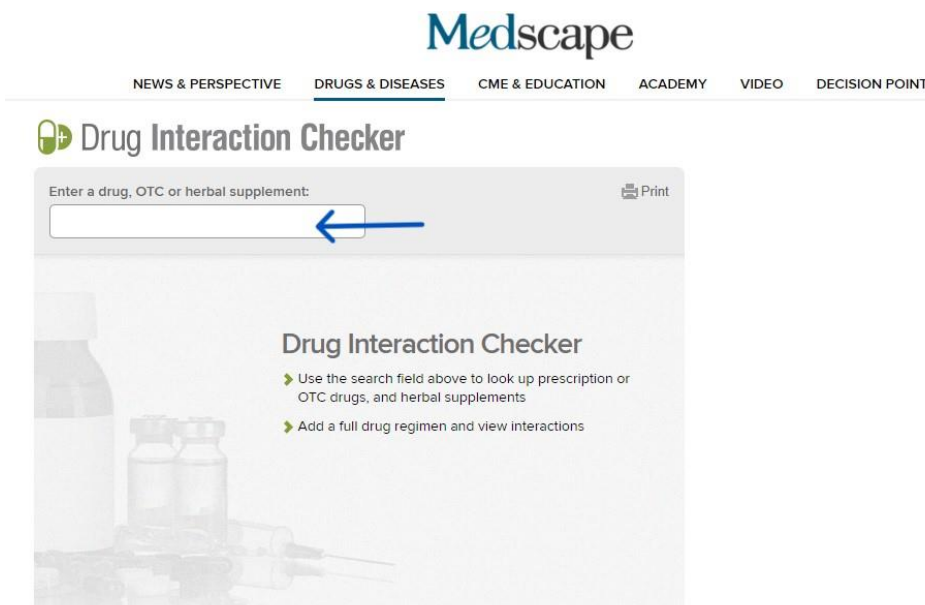 Medscape
NEWS & PERSPECTIVE DRUGS & DISEASES CME & EDUCATION ACADEMY VIDEO DECISION POINT
Drug Interaction Checker
Enter a drug, OTC or herbal supplement:
Print
Drug Interaction Checker
Use the search field above to look up prescription or
OTC drugs, and herbal supplements
Add a full drug regimen and view interactions